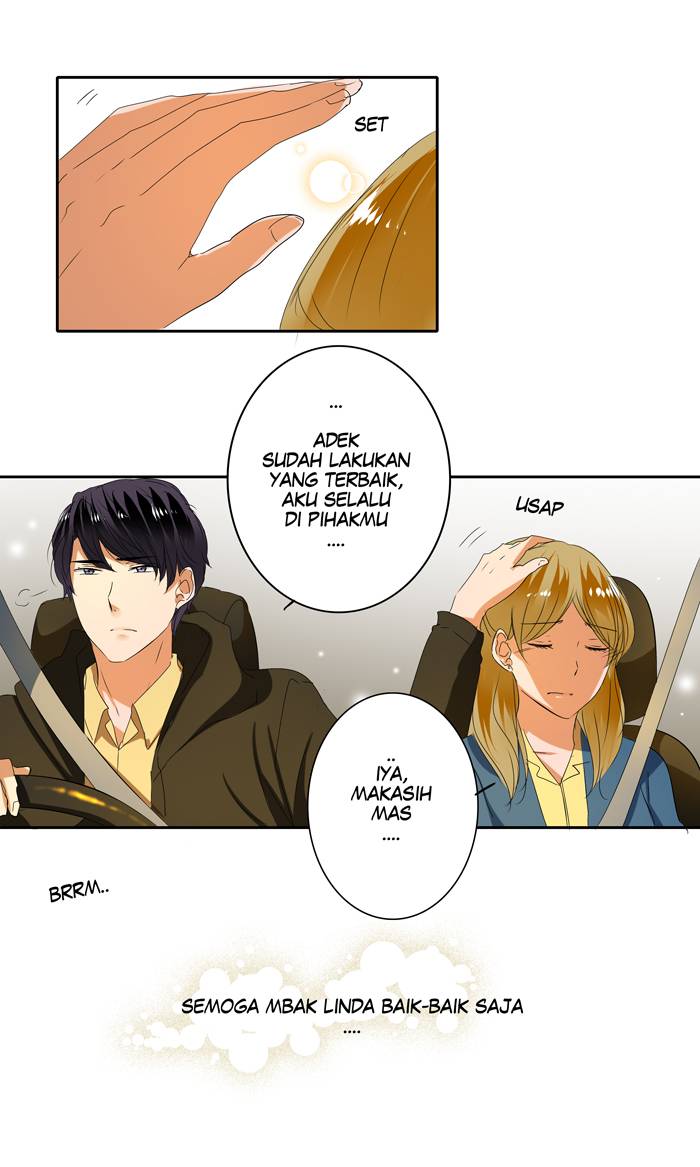 SET
...
ADEK
SUDAH LAKUKAN
YANG TERBAIK,
AKU SELALU
DI PIHAKMU
....
USAP
..
IYA,
MAKASIH
MAS
....
BRRM..
SEMOGA MBAK LINDA BAIK-BAIK SAJA
....